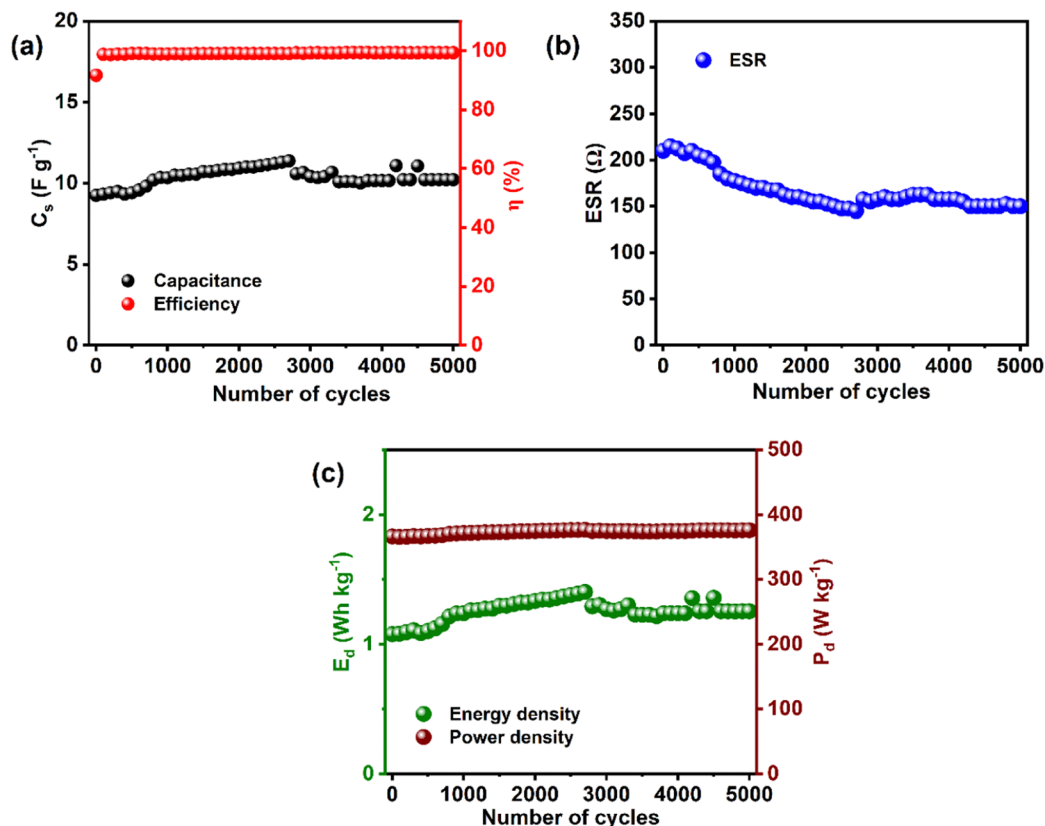 (a)
20
15
10
5
0
C_s (F g⁻¹)
100
80
60
40
20
0
η (%)
Capacitance
Efficiency
0 1000 2000 3000 4000 5000
Number of cycles
(b)
350
300
250
200
150
100
50
0
ESR (Ω)
ESR
0 1000 2000 3000 4000 5000
Number of cycles
(c)
2
1
0
E_d (Wh kg⁻¹)
500
400
300
200
100
0
P_d (W kg⁻¹)
Energy density
Power density
0 1000 2000 3000 4000 5000
Number of cycles